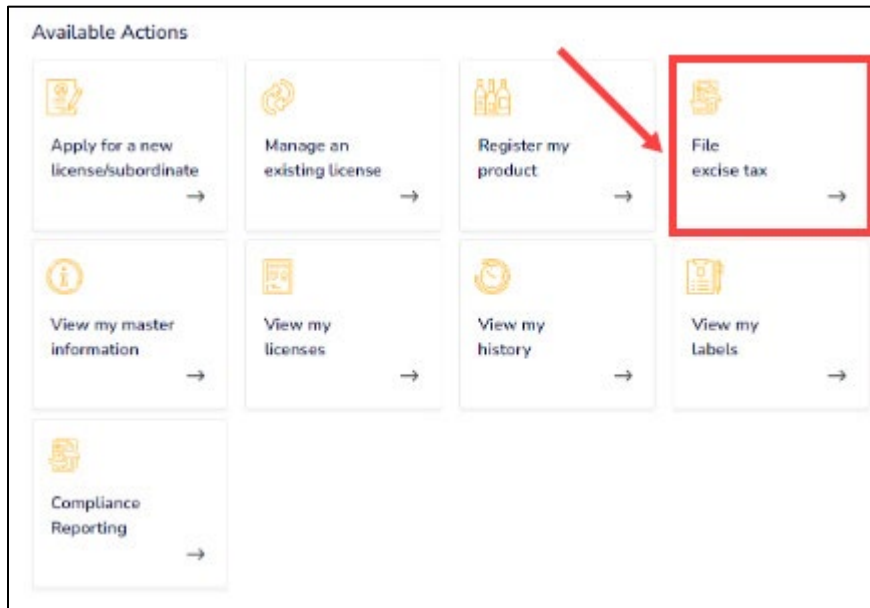 Available Actions
Apply for a new
license/subordinate
Manage an
existing license
Register my
product
File
excise tax
View my master
information
View my
licenses
View my
history
View my
labels
Compliance
Reporting